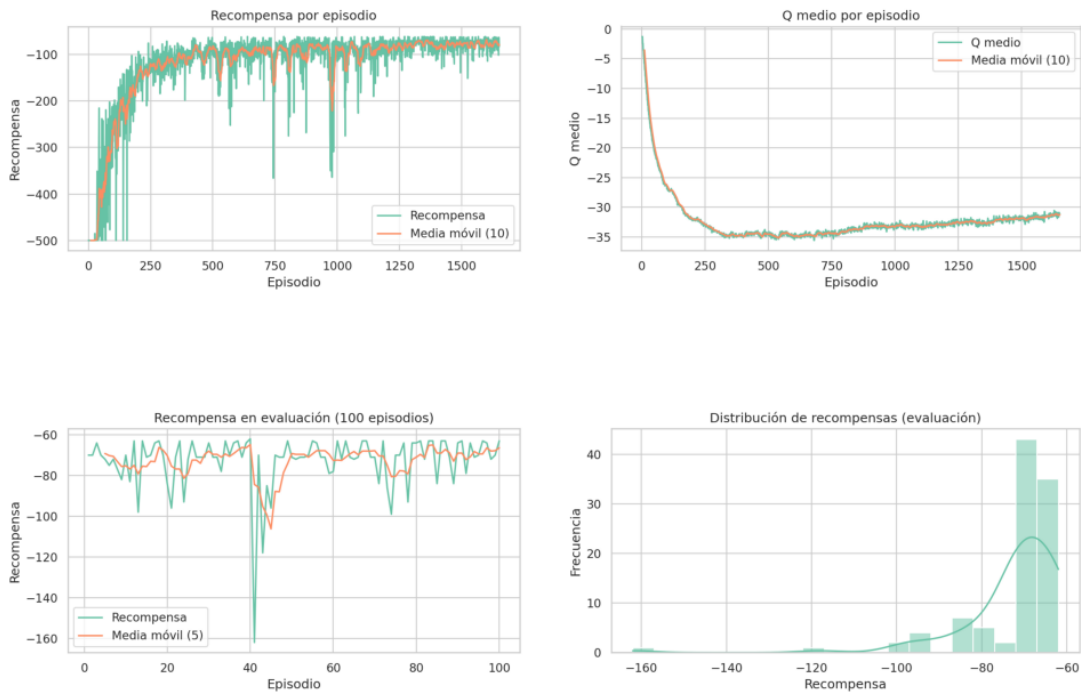 Recompensa por episodio
Recompensa
−100
−200
−300
−400
−500
0
250
500
750
1000
1250
1500
Episodio
Recompensa
Media móvil (10)
Q medio por episodio
Q medio
0
−5
−10
−15
−20
−25
−30
−35
0
250
500
750
1000
1250
1500
Episodio
Q medio
Media móvil (10)
Recompensa en evaluación (100 episodios)
Recompensa
−60
−80
−100
−120
−140
−160
0
20
40
60
80
100
Episodio
Recompensa
Media móvil (5)
Distribución de recompensas (evaluación)
Frecuencia
40
30
20
10
0
−160
−140
−120
−100
−80
−60
Recompensa